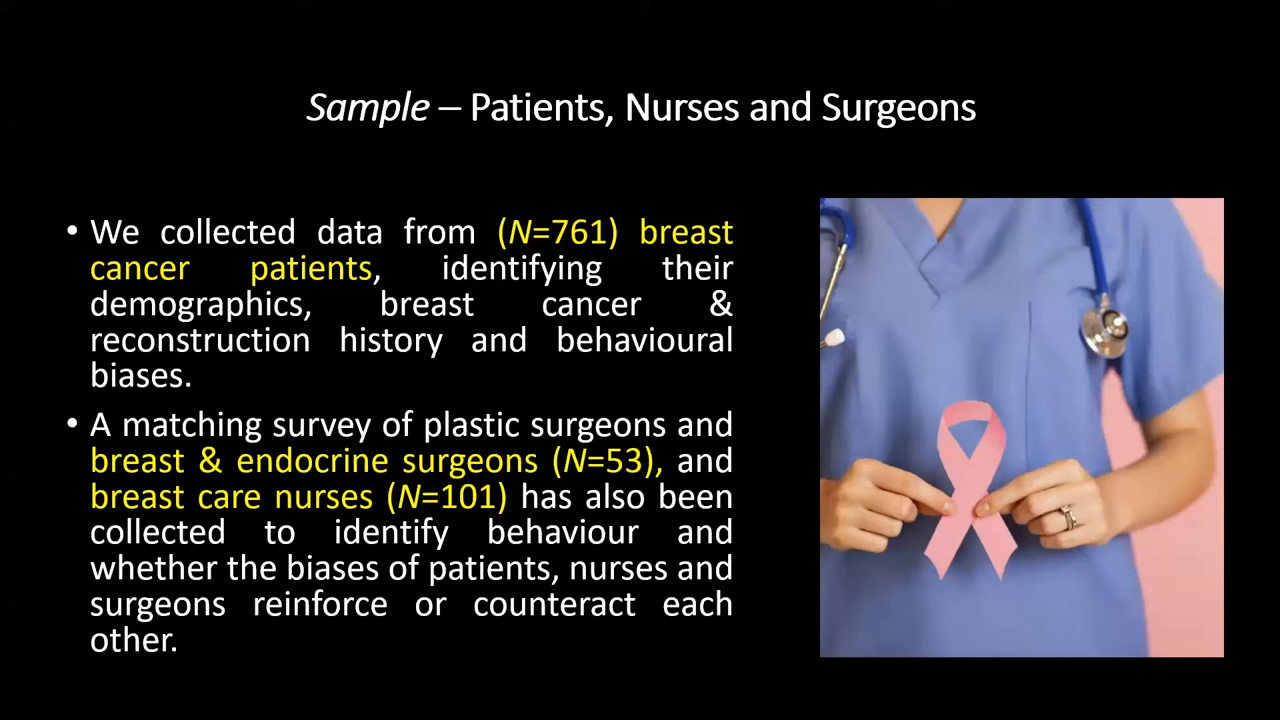 Sample – Patients, Nurses and Surgeons
• We collected data from (N=761) breast
cancer patients, identifying their
demographics, breast cancer &
reconstruction history and behavioural
biases.
• A matching survey of plastic surgeons and
breast & endocrine surgeons (N=53), and
breast care nurses (N=101) has also been
collected to identify behaviour and
whether the biases of patients, nurses and
surgeons reinforce or counteract each
other.